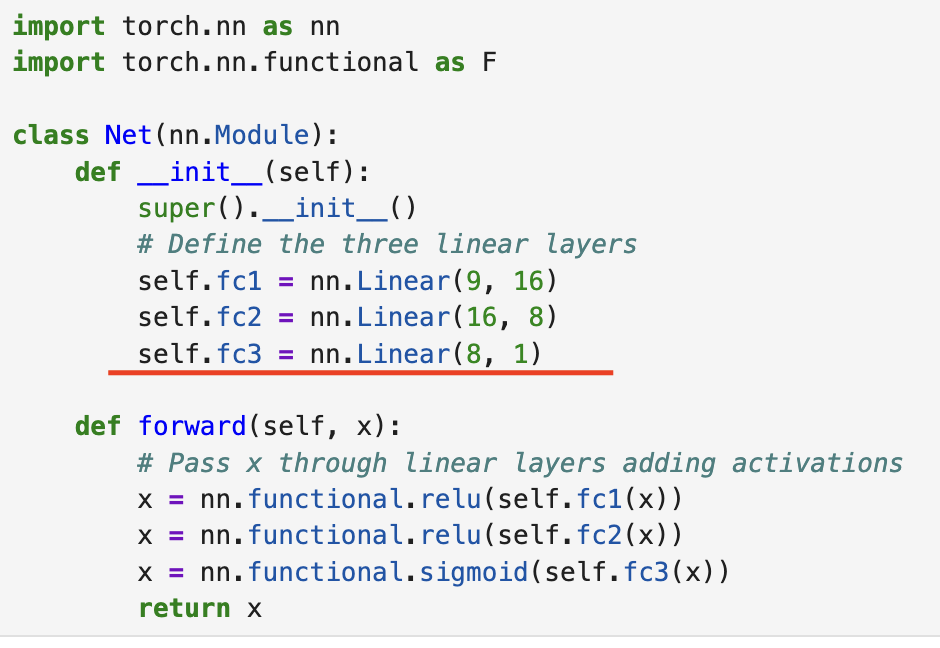 import torch.nn as nn
import torch.nn.functional as F
class Net(nn.Module):
def __init__(self):
super().__init__()
# Define the three linear layers
self.fc1 = nn.Linear(9, 16)
self.fc2 = nn.Linear(16, 8)
self.fc3 = nn.Linear(8, 1)
def forward(self, x):
# Pass x through linear layers adding activations
x = nn.functional.relu(self.fc1(x))
x = nn.functional.relu(self.fc2(x))
x = nn.functional.sigmoid(self.fc3(x))
return x